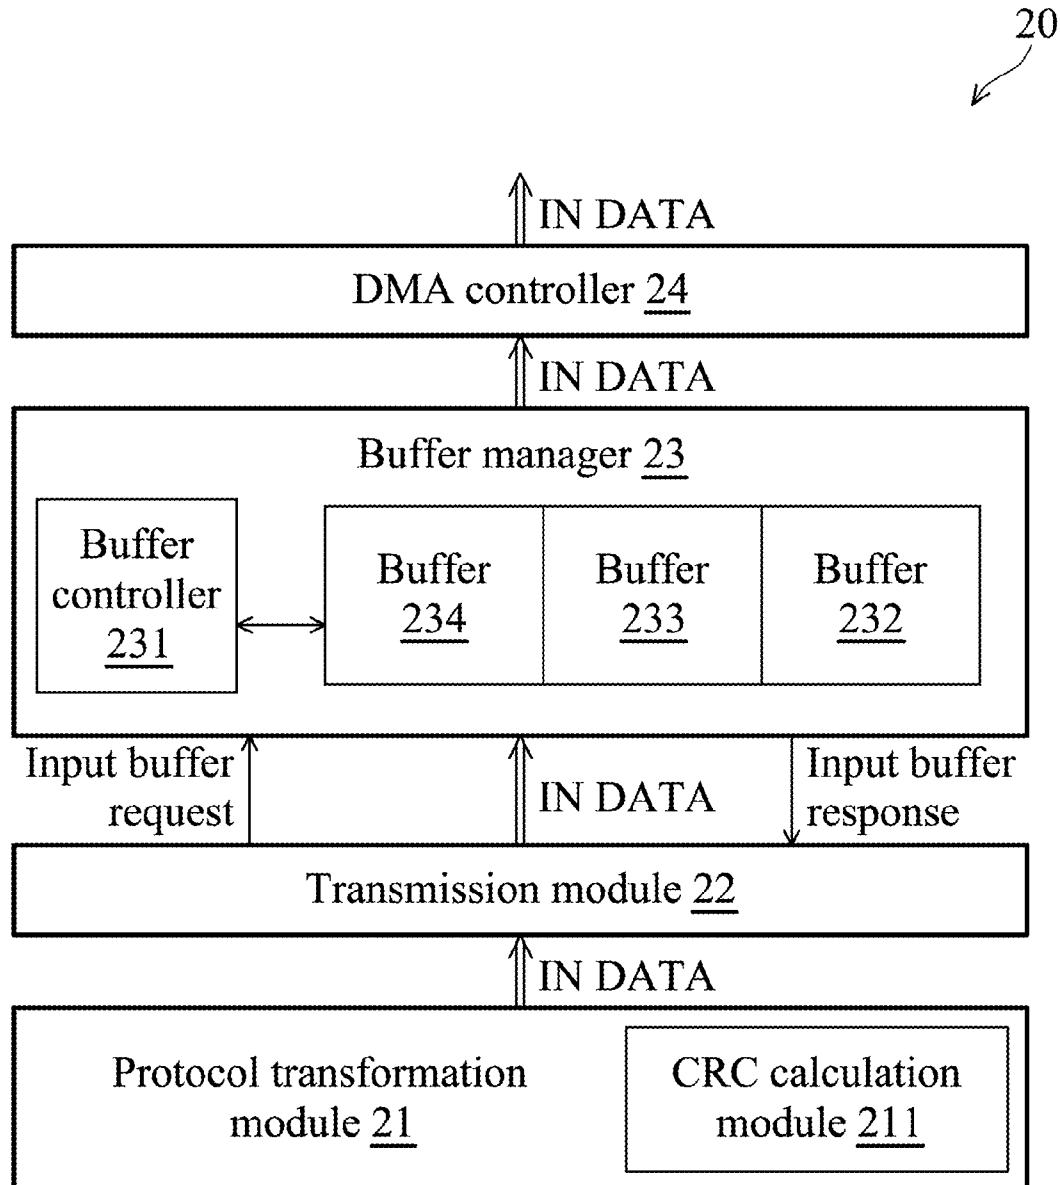 20
IN DATA
DMA controller 24
IN DATA
Buffer manager 23
Buffer
controller
231
Buffer
234
Buffer
233
Buffer
232
Input buffer
request
IN DATA
Input buffer
response
Transmission module 22
IN DATA
Protocol transformation
module 21
CRC calculation
module 211